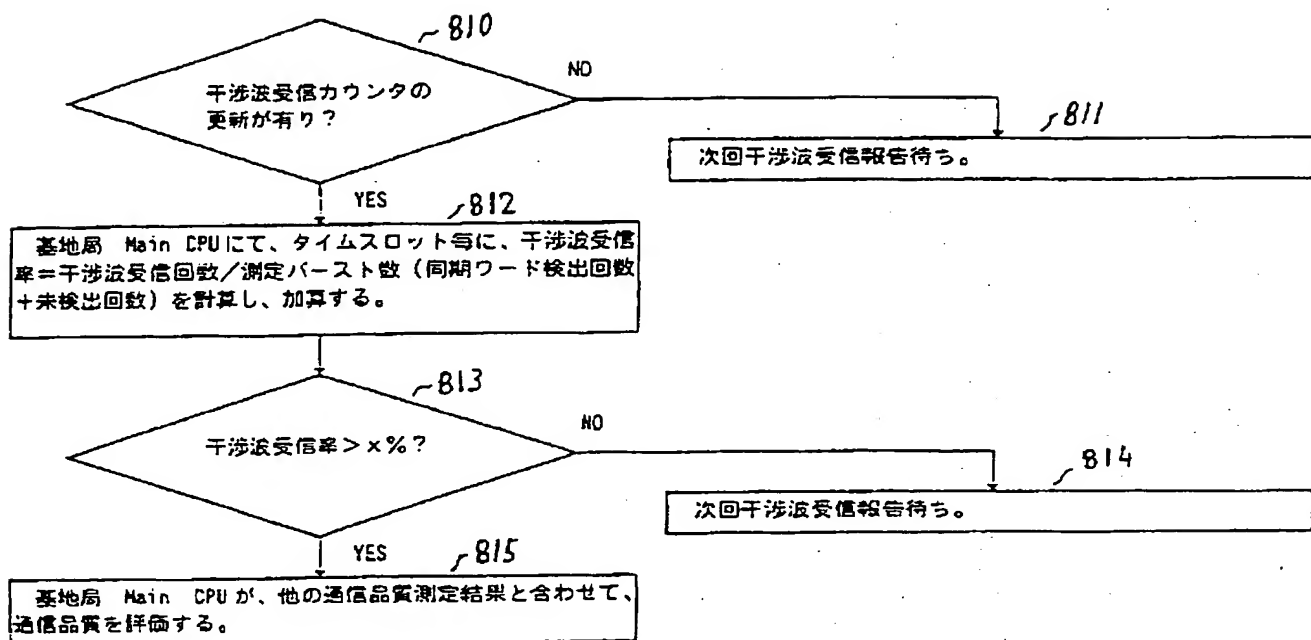 810
干渉波受信カウンタの
更新が有り？
NO
811
次回干渉波受信報告待ち。
YES
812
基地局 Main CPUにて、タイムスロット毎に、干渉波受信
率＝干渉波受信回数／測定バースト数（同期ワード検出回数
＋未検出回数）を計算し、加算する。
813
干渉波受信率＞x％？
NO
814
次回干渉波受信報告待ち。
YES
815
基地局 Main CPUが、他の通信品質測定結果と合わせて、
通信品質を評価する。